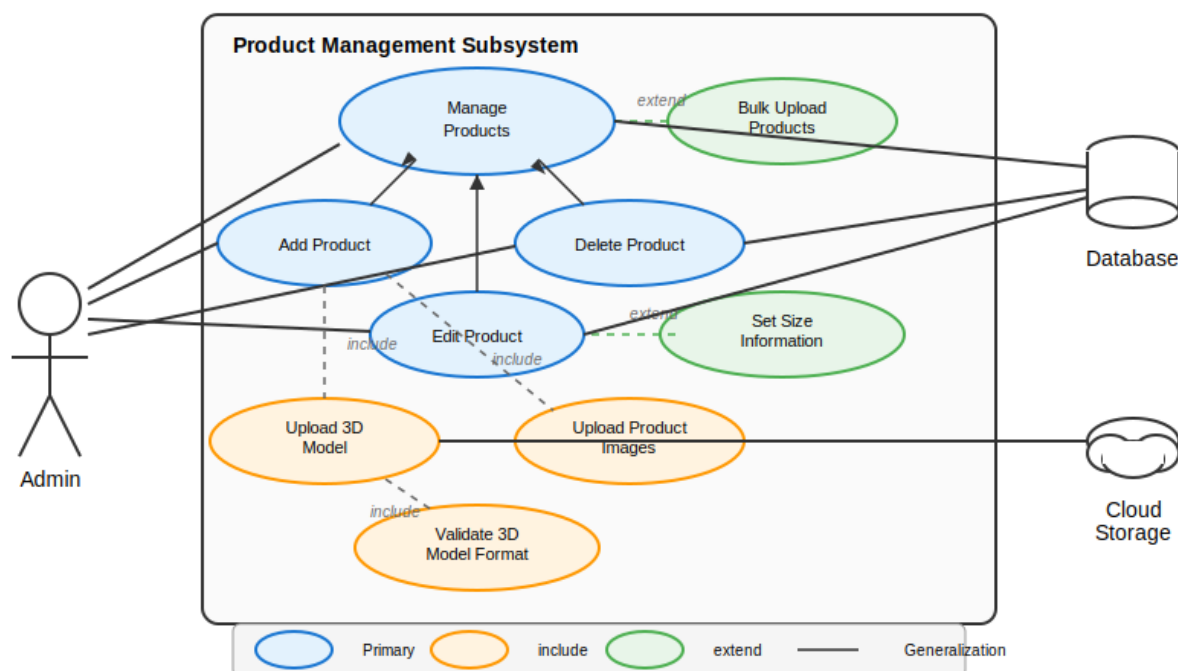 Product Management Subsystem
Manage
Products
extend
Bulk Upload
Products
Add Product
Delete Product
Database
Edit Product
extend
Set Size
Information
include
include
Upload 3D
Model
Upload Product
Images
Admin
include
Validate 3D
Model Format
Cloud
Storage
Primary
include
extend
Generalization